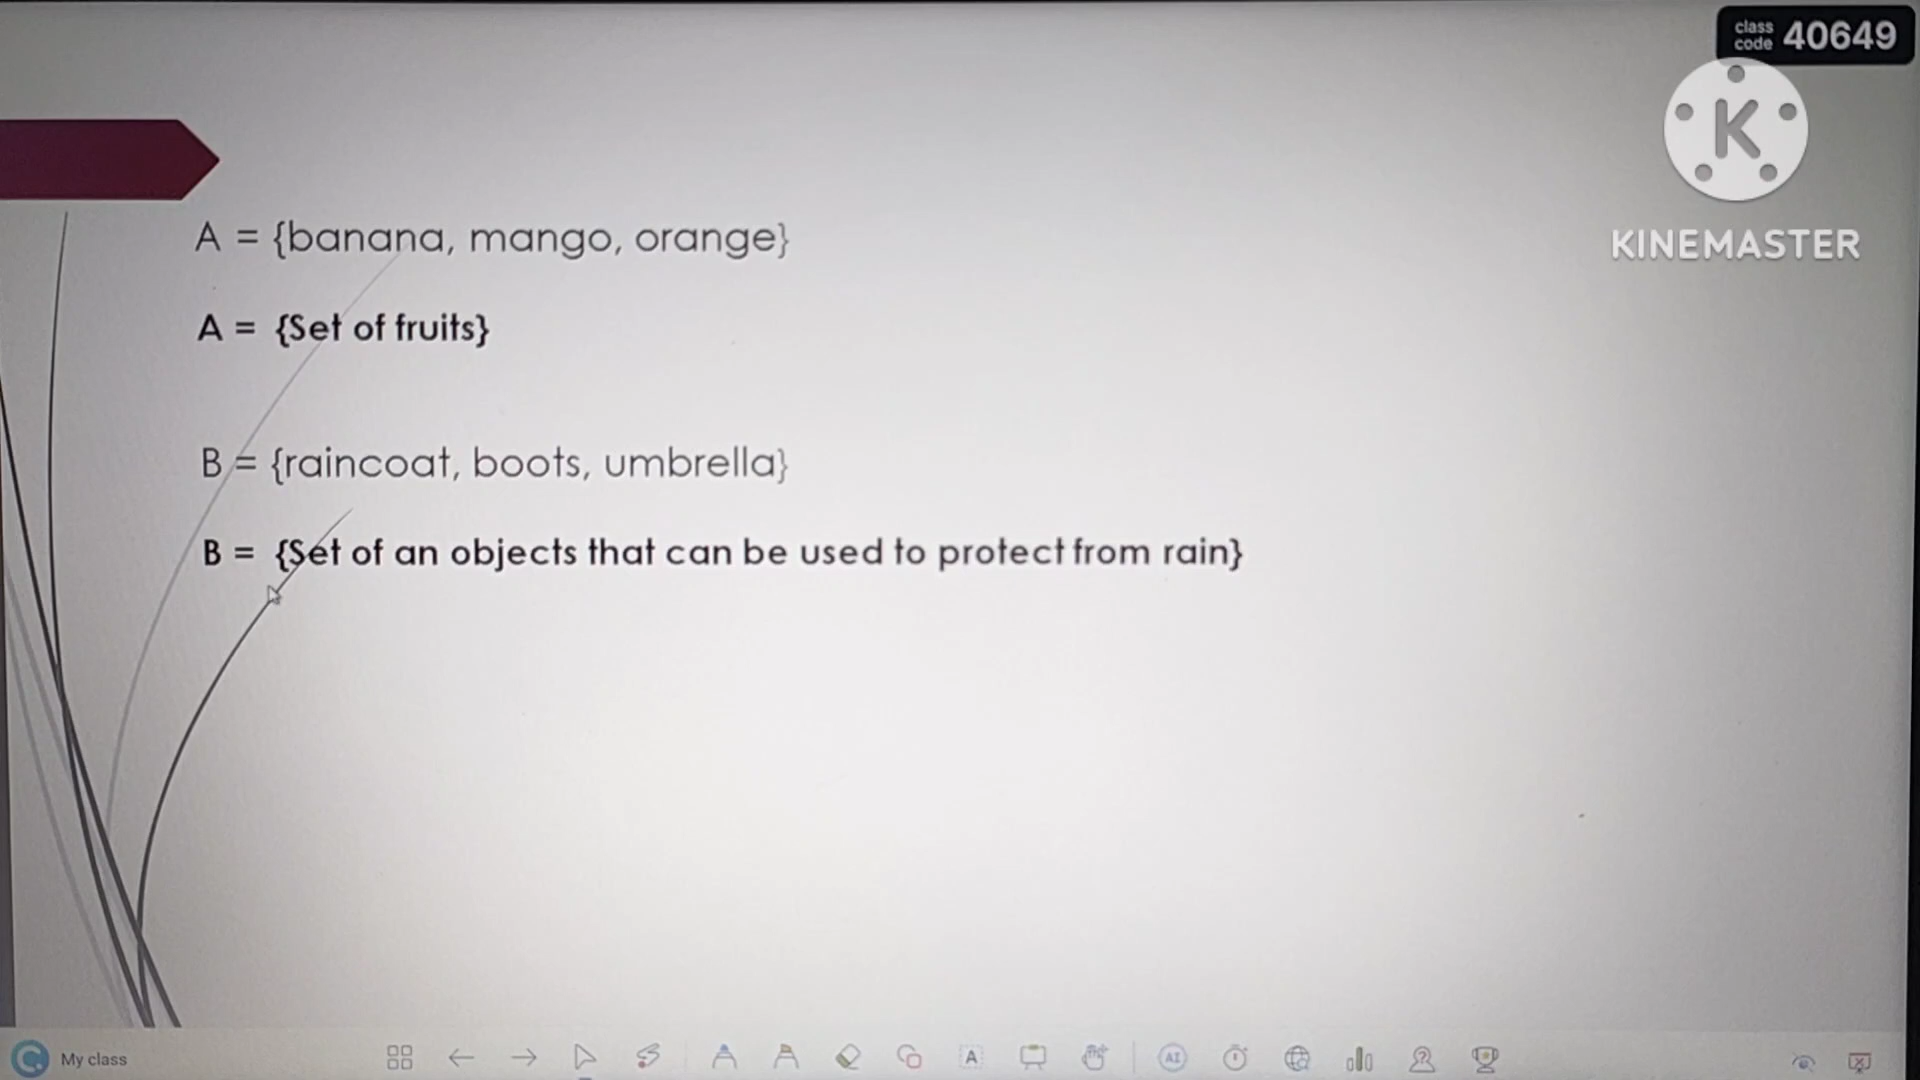 class code 40649
K
KINEMASTER
A = {banana, mango, orange}
A = {Set of fruits}
B = {raincoat, boots, umbrella}
B = {Set of an objects that can be used to protect from rain}
My class
A
AI